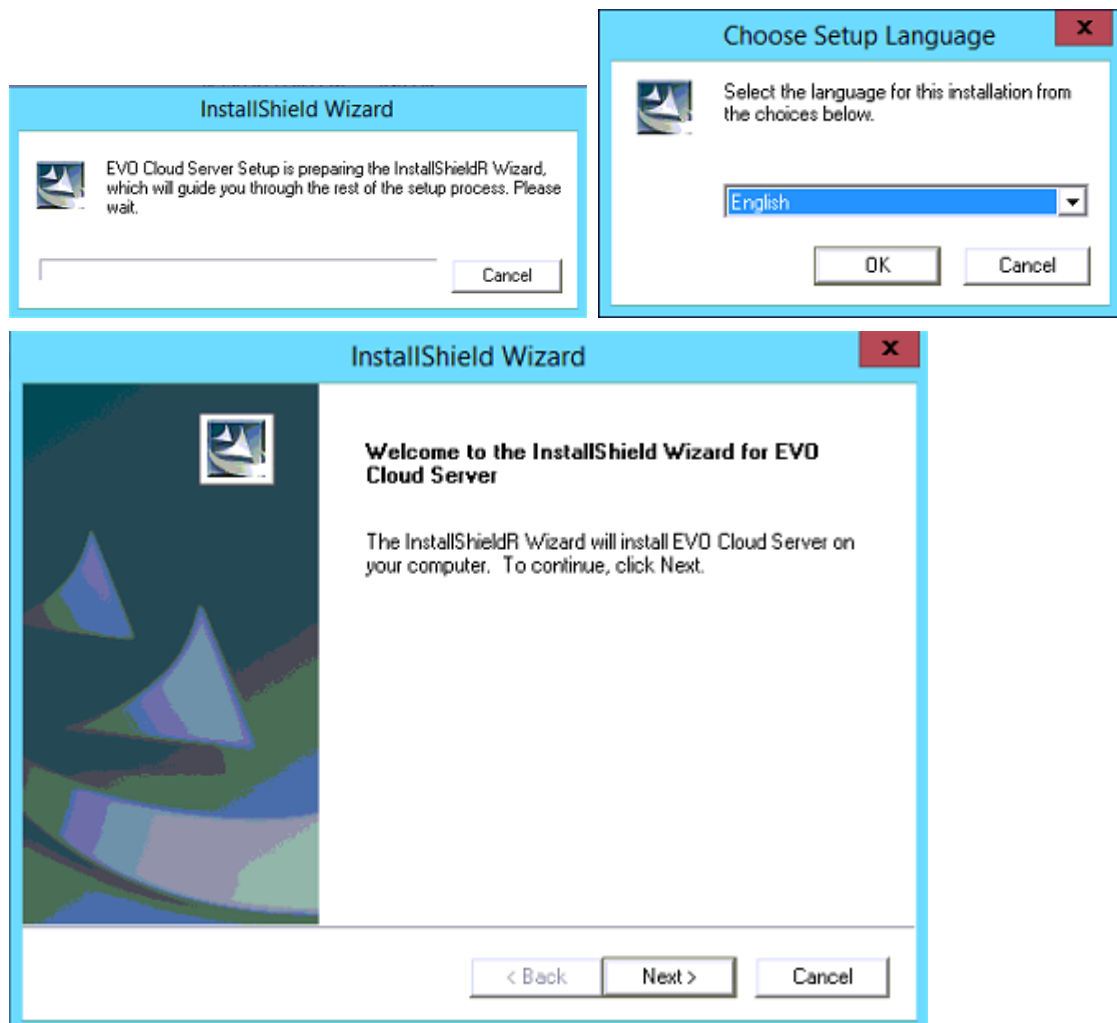 InstallShield Wizard
EVO Cloud Server Setup is preparing the InstallShieldR Wizard,
which will guide you through the rest of the setup process. Please
wait.
Cancel
Choose Setup Language
x
Select the language for this installation from
the choices below.
English
OK
Cancel
InstallShield Wizard
x
Welcome to the InstallShield Wizard for EVO
Cloud Server
The InstallShieldR Wizard will install EVO Cloud Server on
your computer. To continue, click Next.
< Back
Next >
Cancel